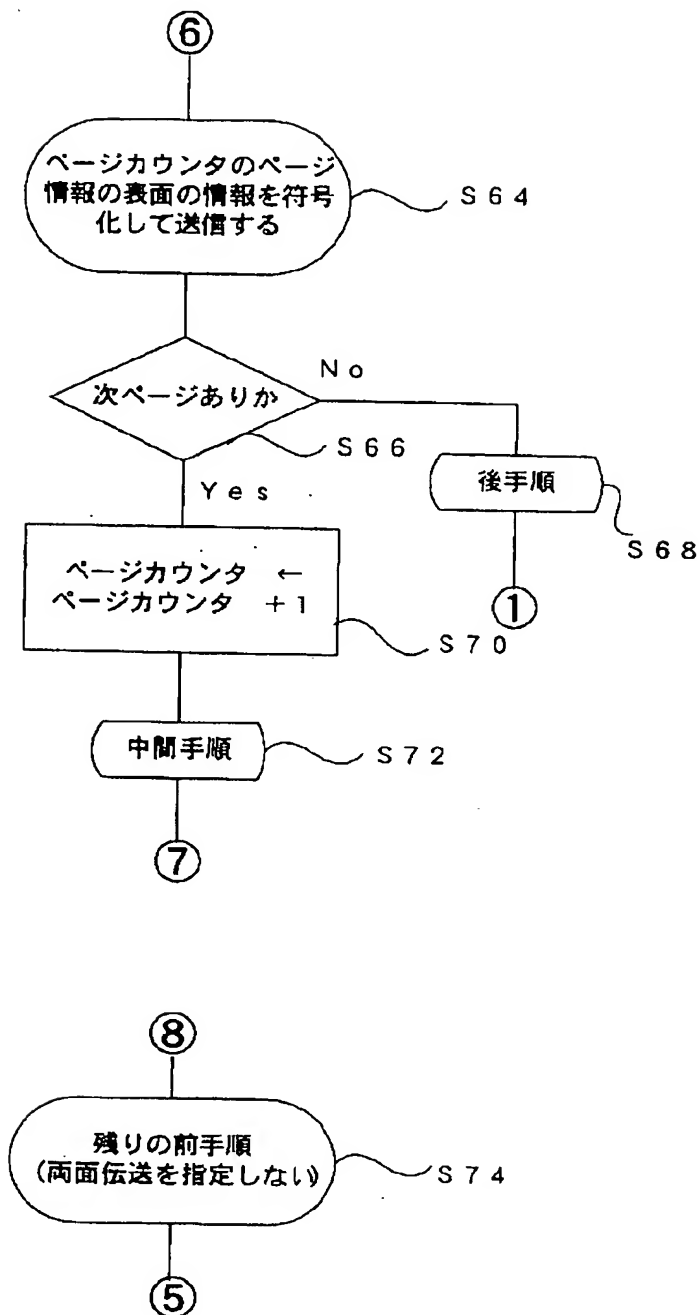 ⑥
ページカウンタのページ
情報の表面の情報を符号
化して送信する
S64
次ページありか
No
S66
Yes
後手順
S68
①
ページカウンタ ←
ページカウンタ +1
S70
中間手順
S72
⑦
⑧
残りの前手順
(両面伝送を指定しない)
S74
⑤